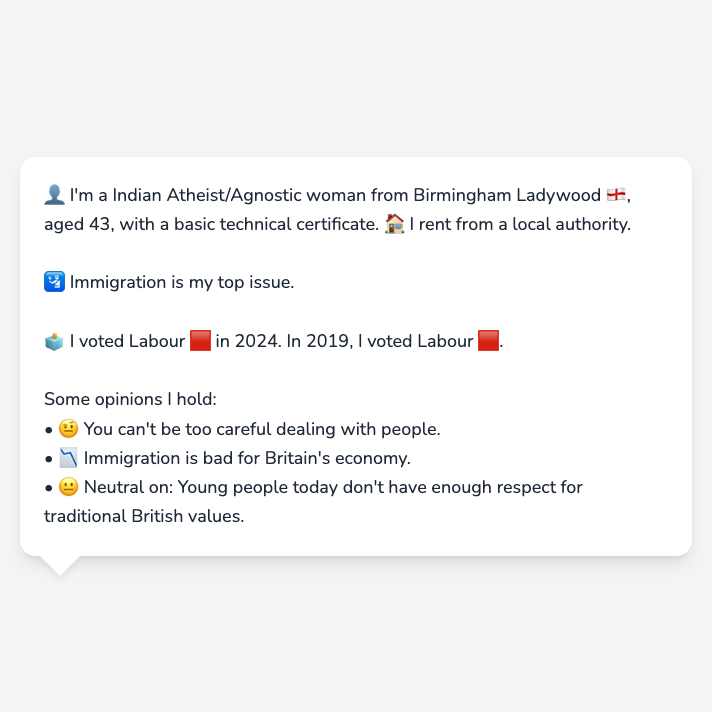 👤 I'm a Indian Atheist/Agnostic woman from Birmingham Ladywood 🏴󠁧󠁢󠁥󠁮󠁧󠁿,
aged 43, with a basic technical certificate. 🏠 I rent from a local authority.
🛂 Immigration is my top issue.
🗳️ I voted Labour 🟥 in 2024. In 2019, I voted Labour 🟥.
Some opinions I hold:
• 🤨 You can't be too careful dealing with people.
• 📉 Immigration is bad for Britain's economy.
• 😐 Neutral on: Young people today don't have enough respect for
traditional British values.